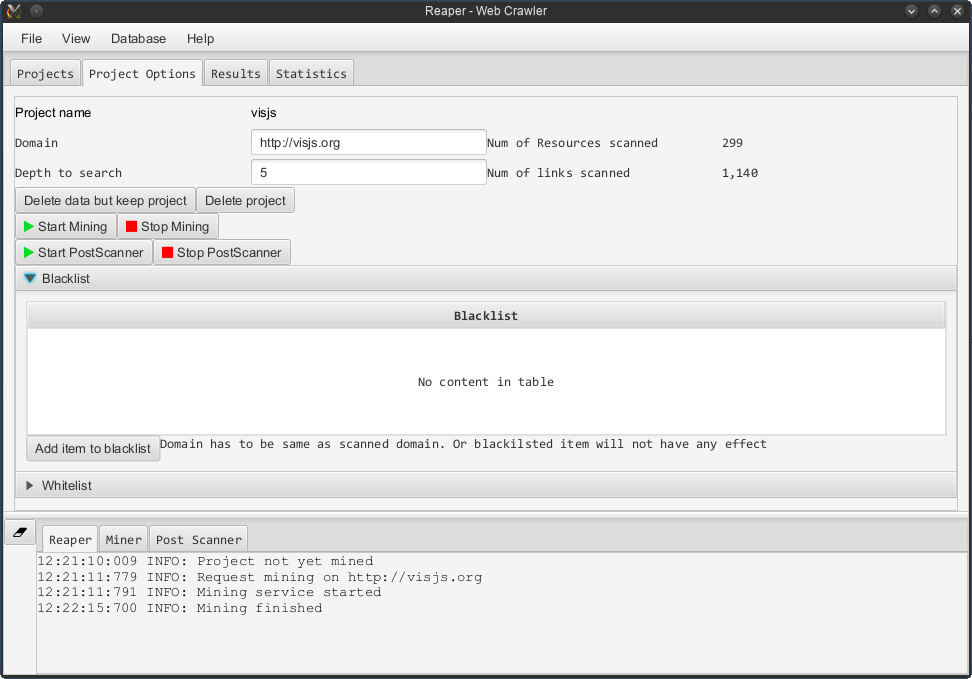 Reaper - Web Crawler
File View Database Help
Projects Project Options Results Statistics
Project name visjs
Domain http://visjs.org Num of Resources scanned 299
Depth to search 5 Num of links scanned 1,140
Delete data but keep project Delete project
Start Mining Stop Mining
Start PostScanner Stop PostScanner
Blacklist
Blacklist
No content in table
Add item to blacklist Domain has to be same as scanned domain. Or blackilsted item will not have any effect
Whitelist
Reaper Miner Post Scanner
12:21:10:009 INFO: Project not yet mined
12:21:11:779 INFO: Request mining on http://visjs.org
12:21:11:791 INFO: Mining service started
12:22:15:700 INFO: Mining finished